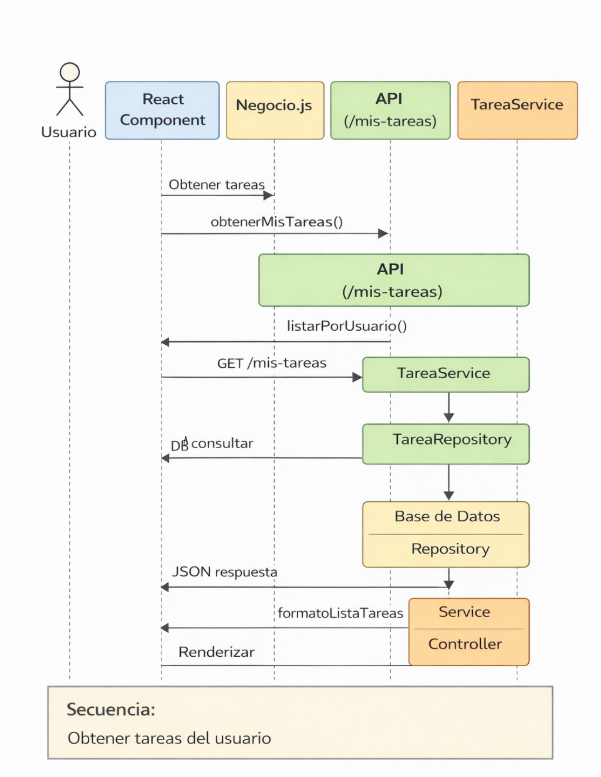 Usuario
React
Component
Negocio.js
API
(/mis-tareas)
TareaService
Obtener tareas
obtenerMisTareas()
API
(/mis-tareas)
listarPorUsuario()
GET /mis-tareas
TareaService
DB consultar
TareaRepository
Base de Datos
Repository
JSON respuesta
formatoListaTareas
Service
Controller
Renderizar
Secuencia:
Obtener tareas del usuario